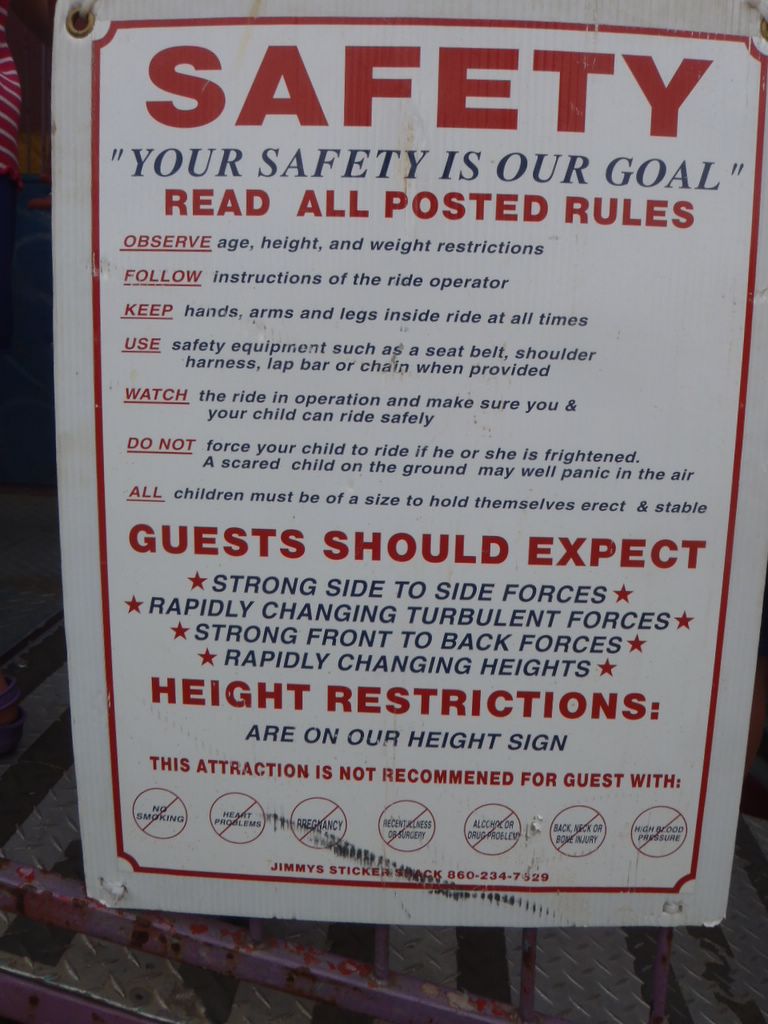 SAFETY
"YOUR SAFETY IS OUR GOAL"
READ ALL POSTED RULES
OBSERVE age, height, and weight restrictions
FOLLOW instructions of the ride operator
KEEP hands, arms and legs inside ride at all times
USE safety equipment such as a seat belt, shoulder
harness, lap bar or chain when provided
WATCH the ride in operation and make sure you &
your child can ride safely
DO NOT force your child to ride if he or she is frightened.
A scared child on the ground may well panic in the air
ALL children must be of a size to hold themselves erect & stable
GUESTS SHOULD EXPECT
★ STRONG SIDE TO SIDE FORCES ★
★ RAPIDLY CHANGING TURBULENT FORCES ★
★ STRONG FRONT TO BACK FORCES ★
★ RAPIDLY CHANGING HEIGHTS ★
HEIGHT RESTRICTIONS:
ARE ON OUR HEIGHT SIGN
THIS ATTRACTION IS NOT RECOMMENED FOR GUEST WITH:
NO
SMOKING
HEART
PROBLEMS
PREGNANCY
RECENT ILLNESS
OR SURGERY
ALCOHOL OR
DRUG PROBLEM
BACK, NECK OR
BONE INJURY
HIGH BLOOD
PRESSURE
JIMMYS STICKER SHACK 860-234-7529